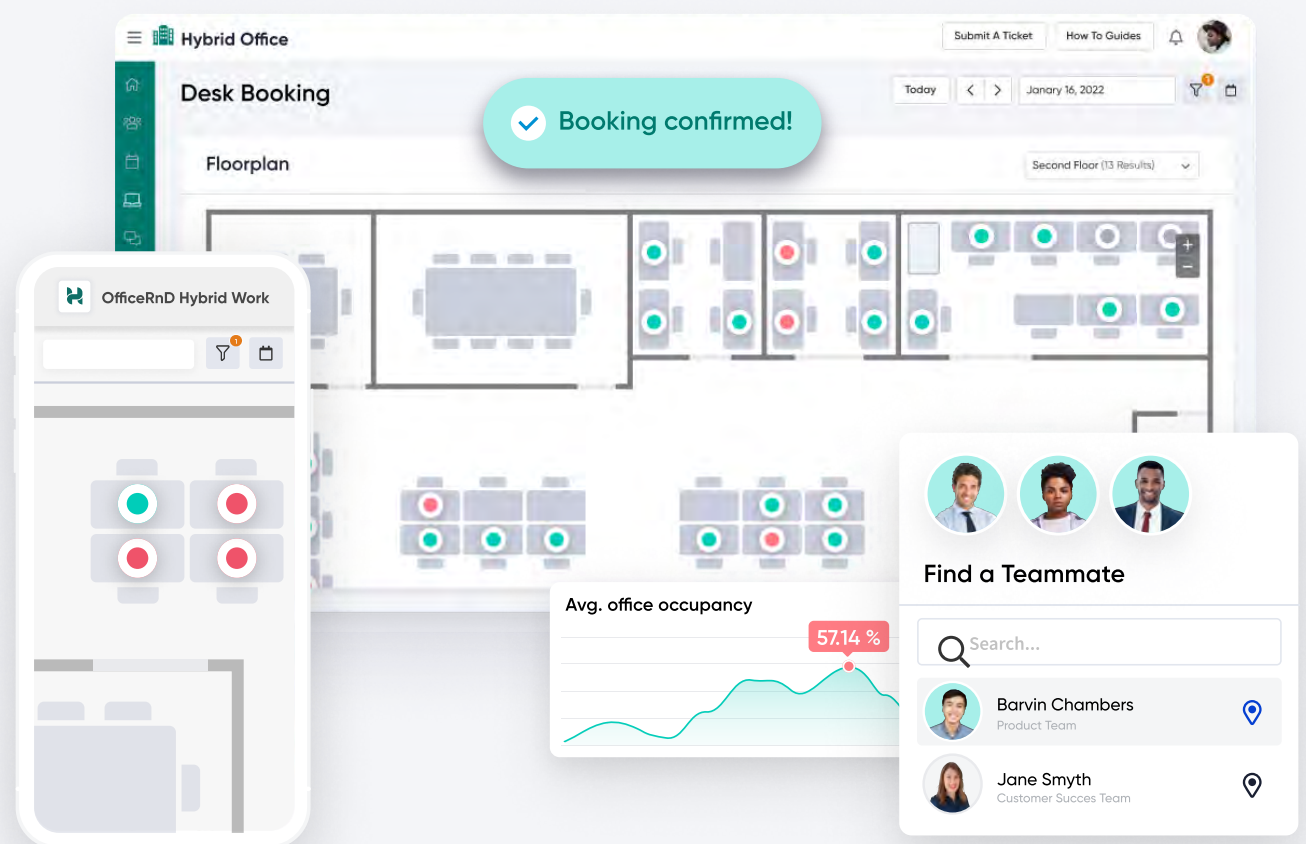 Hybrid Office
Submit A Ticket
How To Guides
Desk Booking
Today
Janary 16, 2022
1
Booking confirmed!
Floorplan
Second Floor (13 Results)
+
−
OfficeRnD Hybrid Work
1
Avg. office occupancy
57.14 %
Find a Teammate
Search...
Barvin Chambers
Product Team
Jane Smyth
Customer Succes Team